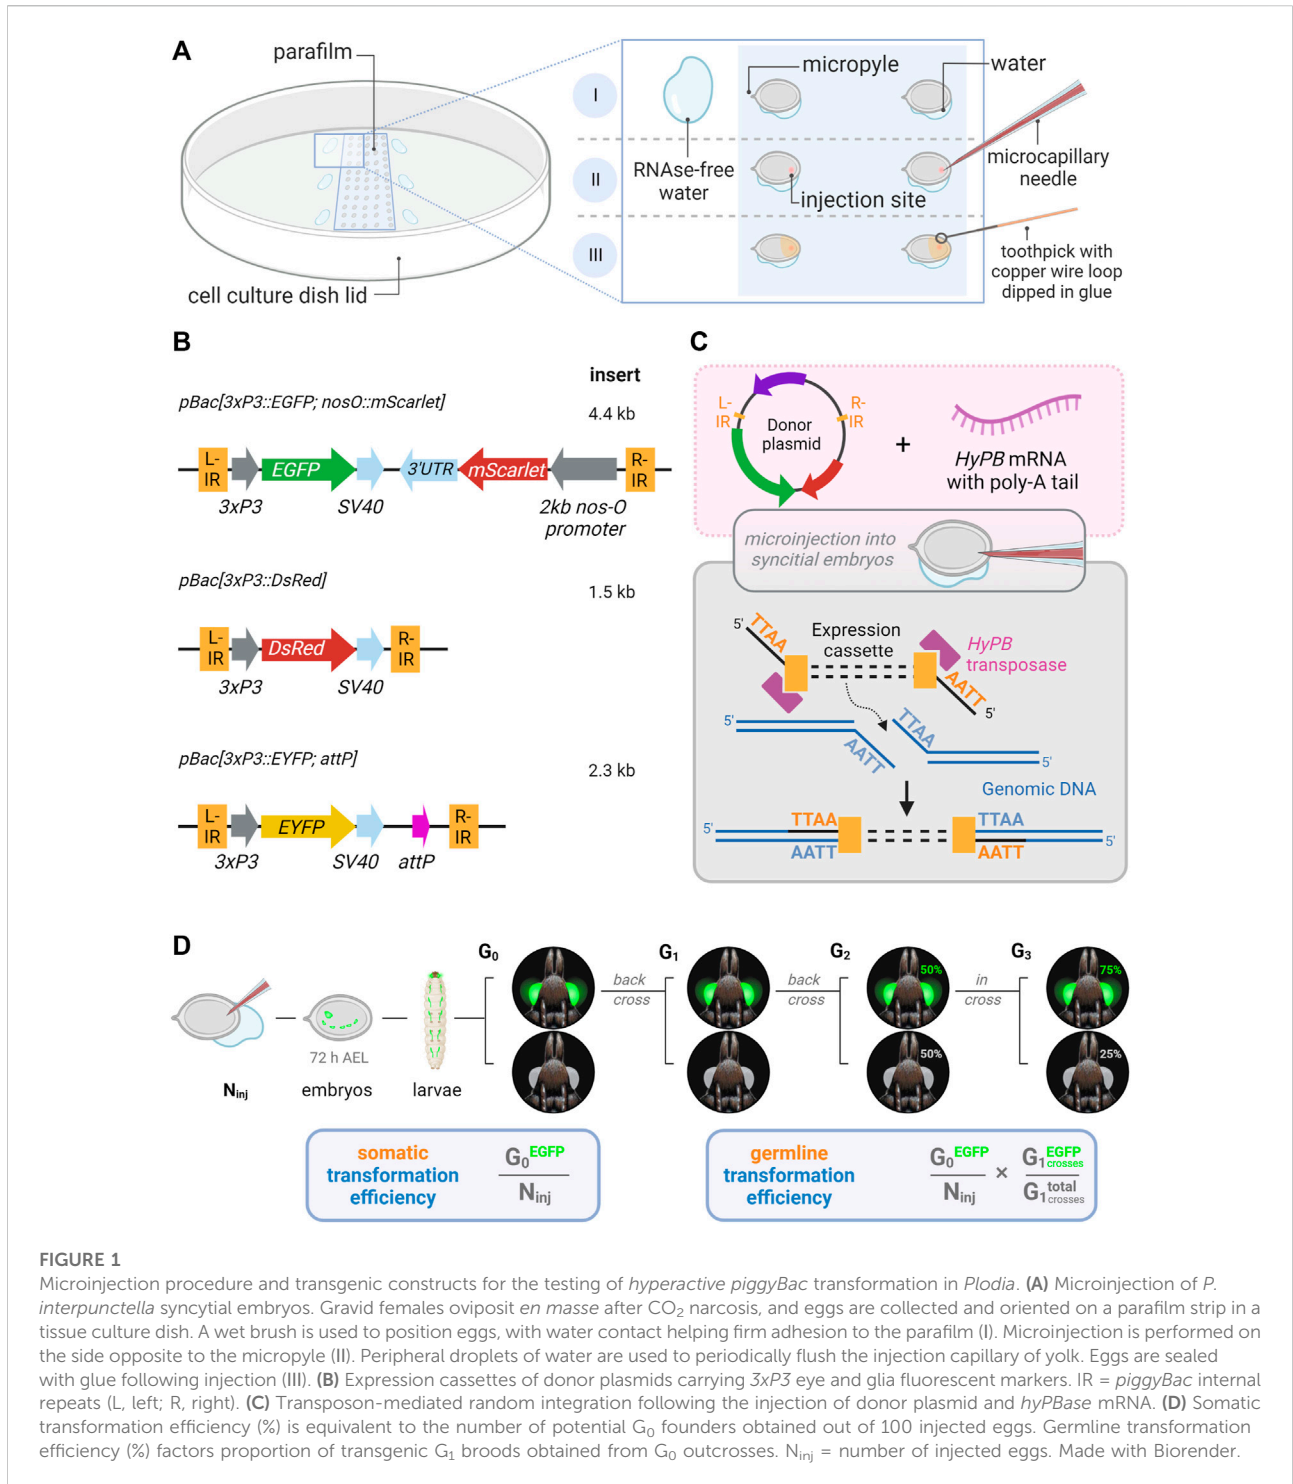 A
parafilm
cell culture dish lid
I
II
III
RNAse-free
water
micropyle
water
injection site
microcapillary
needle
toothpick with
copper wire loop
dipped in glue
B
insert
pBac[3xP3::EGFP; nosO::mScarlet]
4.4 kb
L-
IR
EGFP
3'UTR
mScarlet
R-
IR
3xP3
SV40
2kb nos-O
promoter
pBac[3xP3::DsRed]
1.5 kb
L-
IR
DsRed
R-
IR
3xP3
SV40
pBac[3xP3::EYFP; attP]
2.3 kb
L-
IR
EYFP
R-
IR
3xP3
SV40
attP
C
L-
IR
R-
IR
Donor
plasmid
+
HyPB mRNA
with poly-A tail
microinjection into
syncitial embryos
5'
TTAA
Expression
cassette
HyPB
transposase
AATT
5'
5'
AATT
TTAA
5'
Genomic DNA
5'
TTAA
AATT
TTAA
AATT
5'
D
Ninj
72 h AEL
embryos
larvae
G0
back
cross
G1
back
cross
G2
50%
50%
in
cross
G3
75%
25%
somatic
transformation
efficiency
G0 EGFP
Ninj
germline
transformation
efficiency
G0 EGFP
Ninj
×
G1 EGFP crosses
G1 total crosses
FIGURE 1
Microinjection procedure and transgenic constructs for the testing of hyperactive piggyBac transformation in Plodia. (A) Microinjection of P.
interpunctella syncytial embryos. Gravid females oviposit en masse after CO2 narcosis, and eggs are collected and oriented on a parafilm strip in a
tissue culture dish. A wet brush is used to position eggs, with water contact helping firm adhesion to the parafilm (I). Microinjection is performed on
the side opposite to the micropyle (II). Peripheral droplets of water are used to periodically flush the injection capillary of yolk. Eggs are sealed
with glue following injection (III). (B) Expression cassettes of donor plasmids carrying 3xP3 eye and glia fluorescent markers. IR = piggyBac internal
repeats (L, left; R, right). (C) Transposon-mediated random integration following the injection of donor plasmid and hyPBase mRNA. (D) Somatic
transformation efficiency (%) is equivalent to the number of potential G0 founders obtained out of 100 injected eggs. Germline transformation
efficiency (%) factors proportion of transgenic G1 broods obtained from G0 outcrosses. Ninj = number of injected eggs. Made with Biorender.